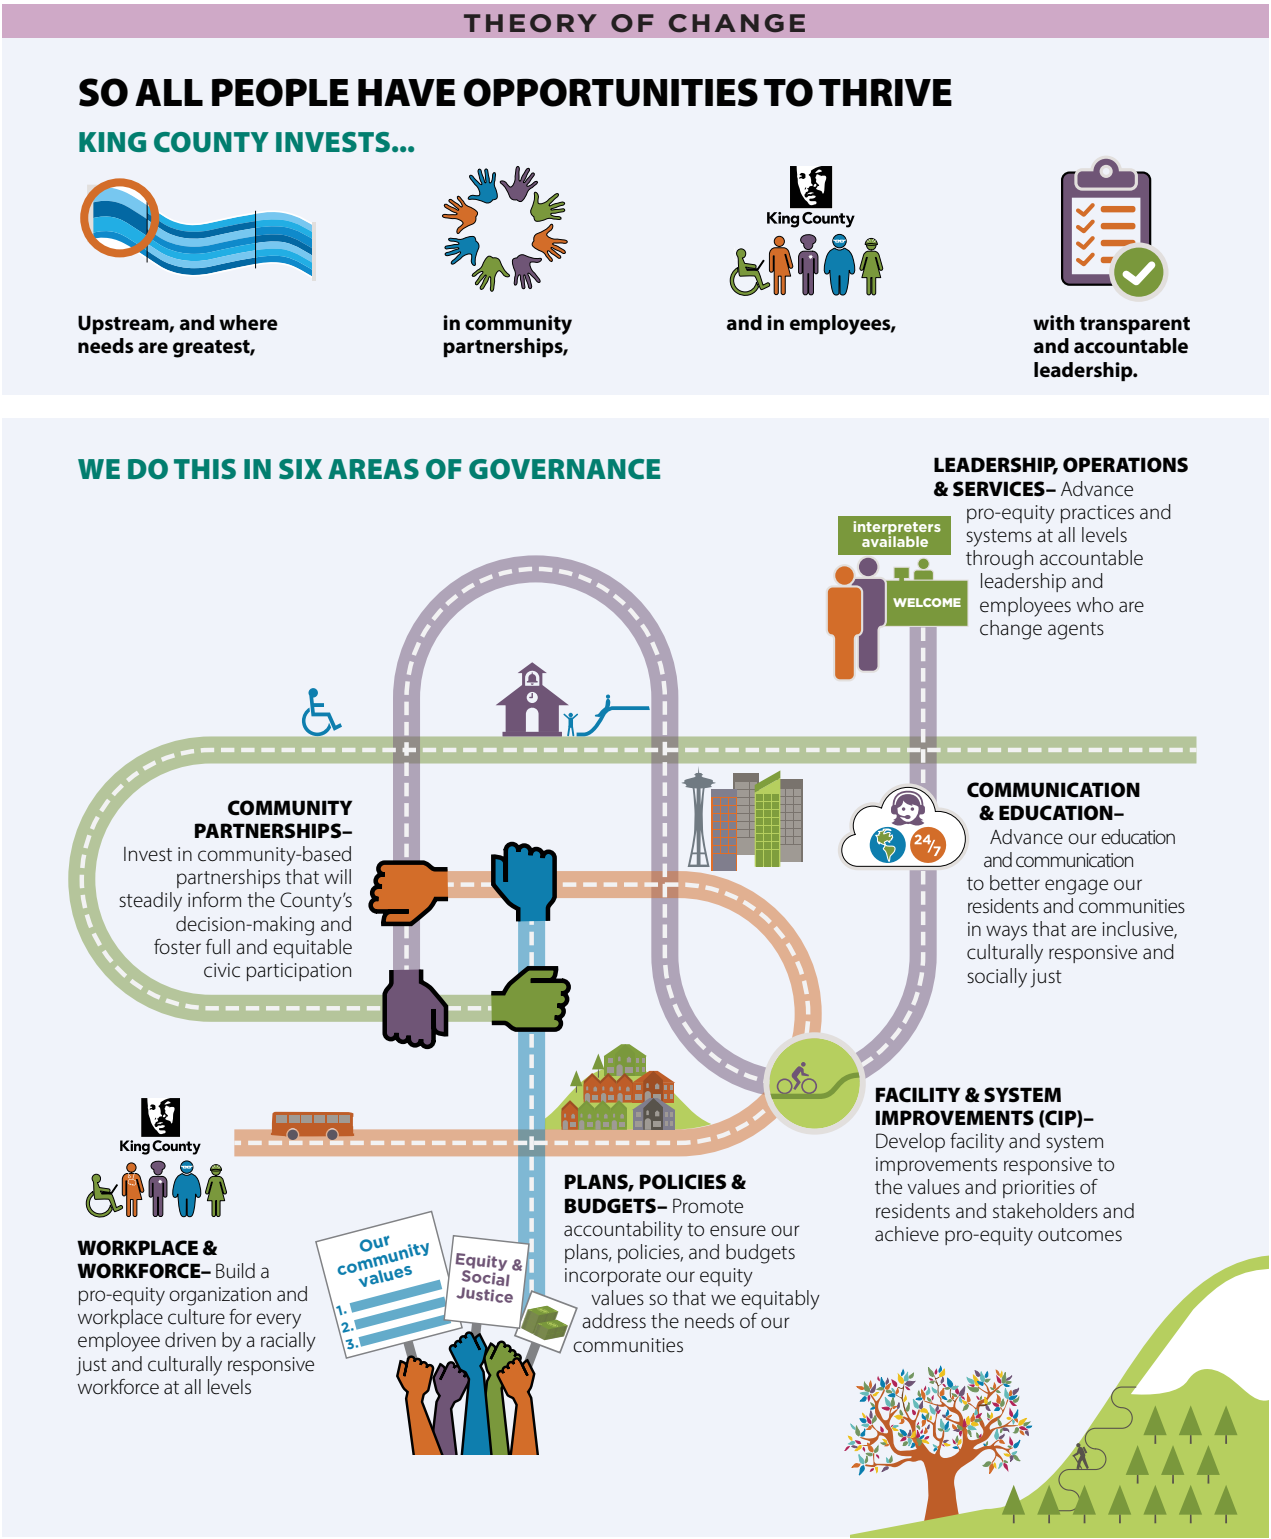 THEORY OF CHANGE
SO ALL PEOPLE HAVE OPPORTUNITIES TO THRIVE
KING COUNTY INVESTS...
King County
Upstream, and where
needs are greatest,
in community
partnerships,
and in employees,
with transparent
and accountable
leadership.
WE DO THIS IN SIX AREAS OF GOVERNANCE
LEADERSHIP, OPERATIONS
& SERVICES– Advance
pro-equity practices and
systems at all levels
through accountable
leadership and
employees who are
change agents
interpreters
available
WELCOME
COMMUNITY
PARTNERSHIPS–
Invest in community-based
partnerships that will
steadily inform the County's
decision-making and
foster full and equitable
civic participation
24/7
COMMUNICATION
& EDUCATION–
Advance our education
and communication
to better engage our
residents and communities
in ways that are inclusive,
culturally responsive and
socially just
FACILITY & SYSTEM
IMPROVEMENTS (CIP)–
Develop facility and system
improvements responsive to
the values and priorities of
residents and stakeholders and
achieve pro-equity outcomes
King County
WORKPLACE &
WORKFORCE– Build a
pro-equity organization and
workplace culture for every
employee driven by a racially
just and culturally responsive
workforce at all levels
Our
community
values
1.
2.
3.
Equity &
Social
Justice
PLANS, POLICIES &
BUDGETS– Promote
accountability to ensure our
plans, policies, and budgets
incorporate our equity
values so that we equitably
address the needs of our
communities